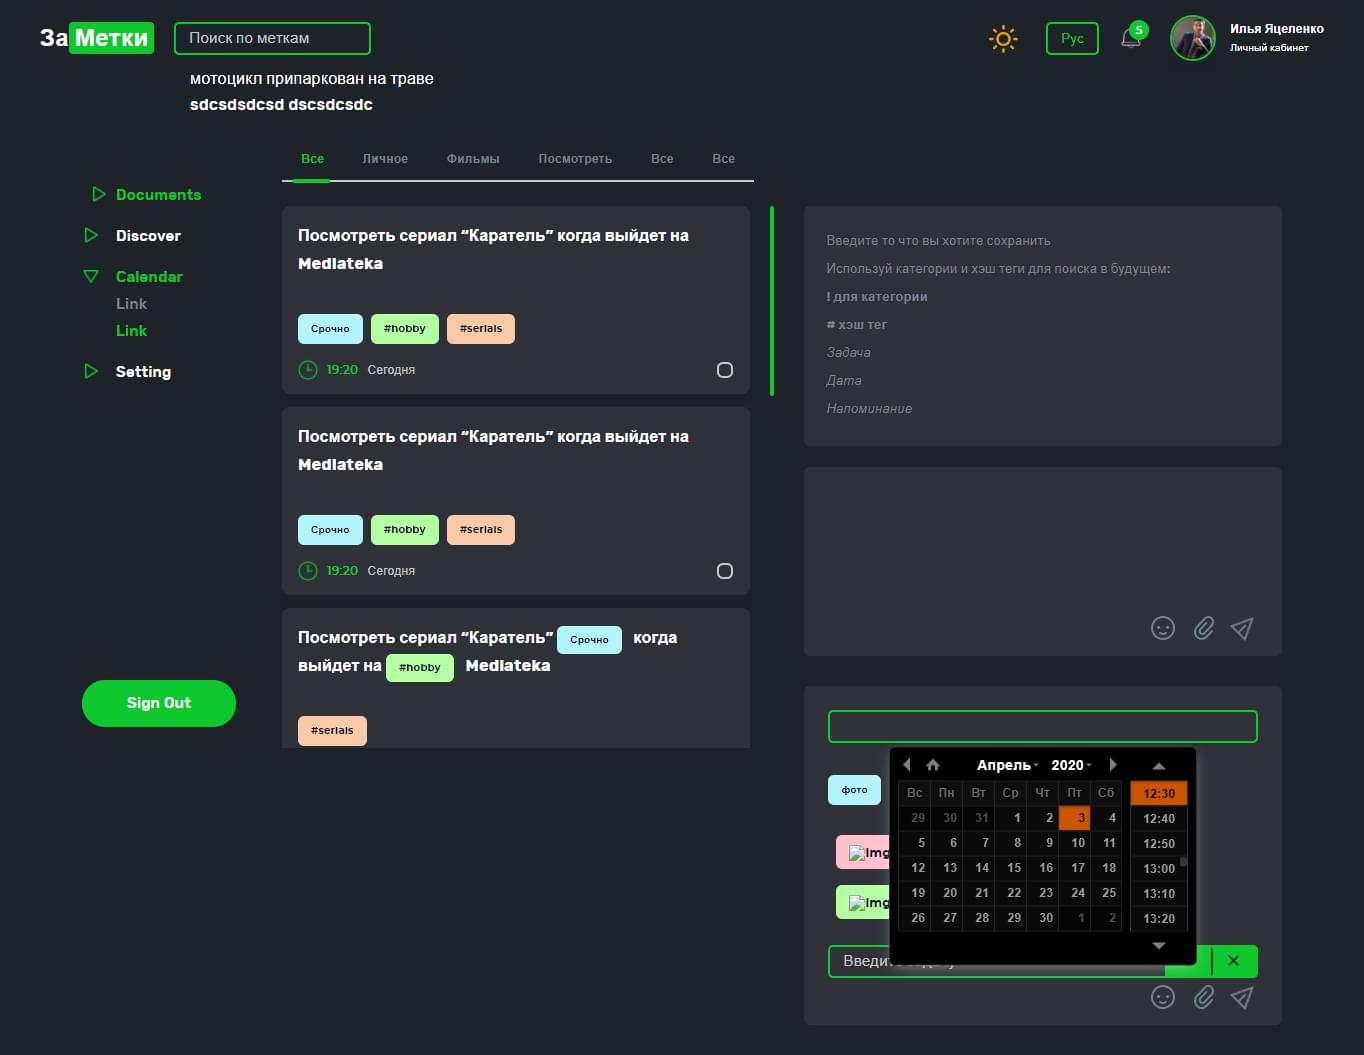 ЗаМетки
Поиск по меткам
Рус
5
Илья Яцеленко
Личный кабинет
мотоцикл припаркован на траве
sdcsdsdcsd dscsdcsdc
Все Личное Фильмы Посмотреть Все Все
Documents
Discover
Calendar
Link
Link
Setting
Sign Out
Посмотреть сериал “Каратель” когда выйдет на
Mediateka
Срочно #hobby #serials
19:20 Сегодня
Посмотреть сериал “Каратель” когда выйдет на
Mediateka
Срочно #hobby #serials
19:20 Сегодня
Посмотреть сериал “Каратель” Срочно когда
выйдет на #hobby Mediateka
#serials
Введите то что вы хотите сохранить
Используй категории и хэш теги для поиска в будущем:
! для категории
# хэш тег
Задача
Дата
Напоминание
фото
Img
Img
Апрель 2020
Вс Пн Вт Ср Чт Пт Сб
29 30 31 1 2 3 4
5 6 7 8 9 10 11
12 13 14 15 16 17 18
19 20 21 22 23 24 25
26 27 28 29 30 1 2
12:30
12:40
12:50
13:00
13:10
13:20